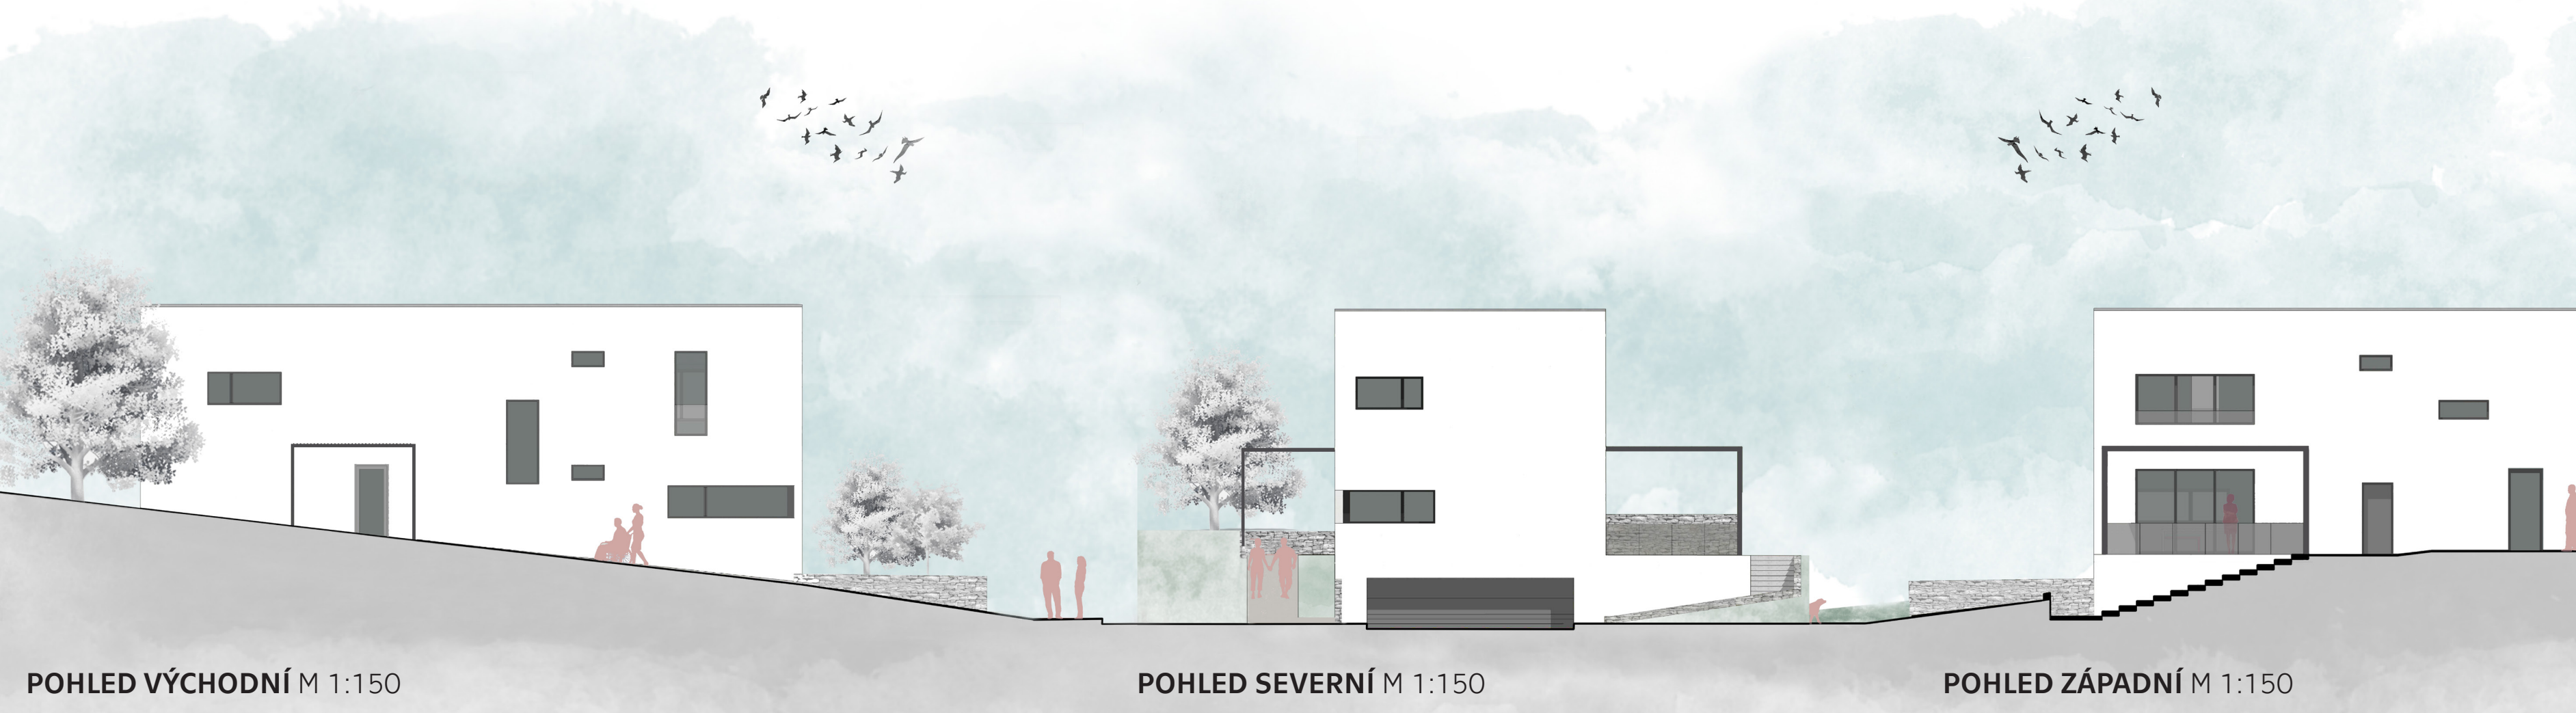 POHLED VÝCHODNÍ M 1:150
POHLED SEVERNÍ M 1:150
POHLED ZÁPADNÍ M 1:150